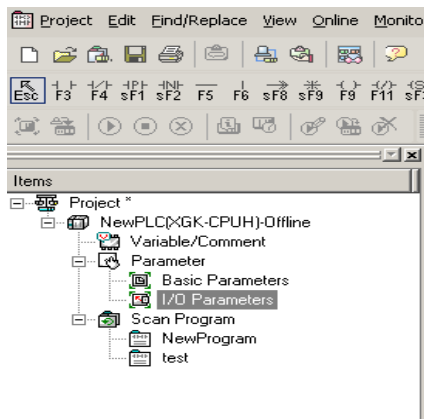 Project Edit Find/Replace View Online Monito
Esc F3 F4 sF1 sF2 F5 F6 sF8 sF9 F9 F11 sF
Items
Project *
NewPLC(XGK-CPUH)-Offline
Variable/Comment
Parameter
Basic Parameters
I/O Parameters
Scan Program
NewProgram
test